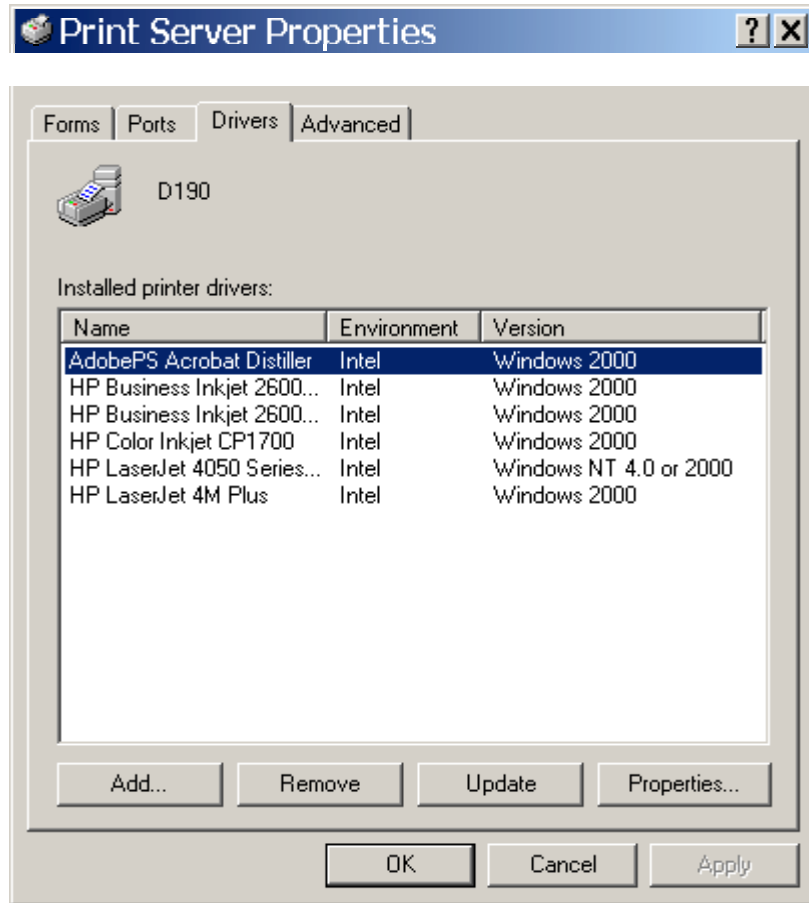 Print Server Properties
Forms Ports Drivers Advanced
D190
Installed printer drivers:
Name Environment Version
AdobePS Acrobat Distiller Intel Windows 2000
HP Business Inkjet 2600... Intel Windows 2000
HP Business Inkjet 2600... Intel Windows 2000
HP Color Inkjet CP1700 Intel Windows 2000
HP LaserJet 4050 Series... Intel Windows NT 4.0 or 2000
HP LaserJet 4M Plus Intel Windows 2000
Add... Remove Update Properties...
OK Cancel Apply